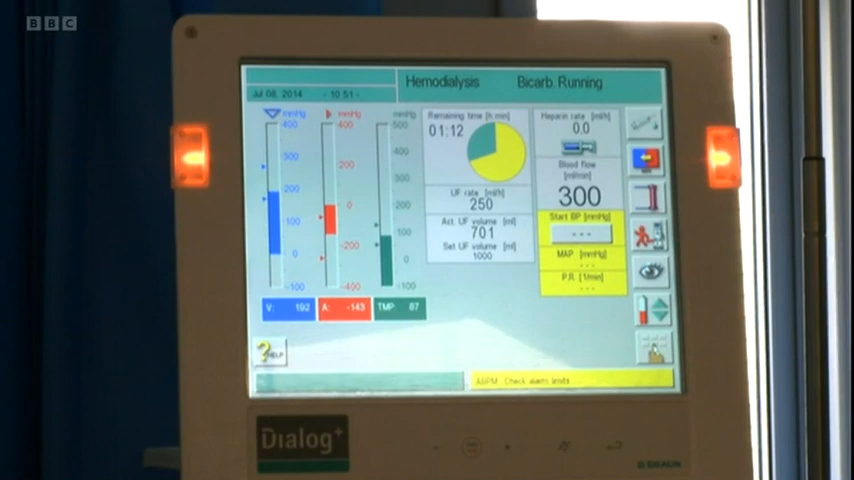 BBC
Jul 08, 2014 - 10:51 -
Hemodialysis Bicarb. Running
mmHg mmHg mmHg
400 400 500
300
200
100
0
-100
200
0
-200
-400
400
300
200
100
0
-100
V: 192 A: -143 TMP: 87
Remaining time [h:min]
01:12
UF rate [ml/h]
250
Act. UF volume [ml]
701
Set UF volume [ml]
1000
Heparin rate [ml/h]
0.0
Blood flow
[ml/min]
300
Start BP [mmHg]
- - -
MAP [mmHg]
- - -
P.R. [1/min]
- - -
? HELP
ABPM: Check alarm limits
Dialog+
B|BRAUN